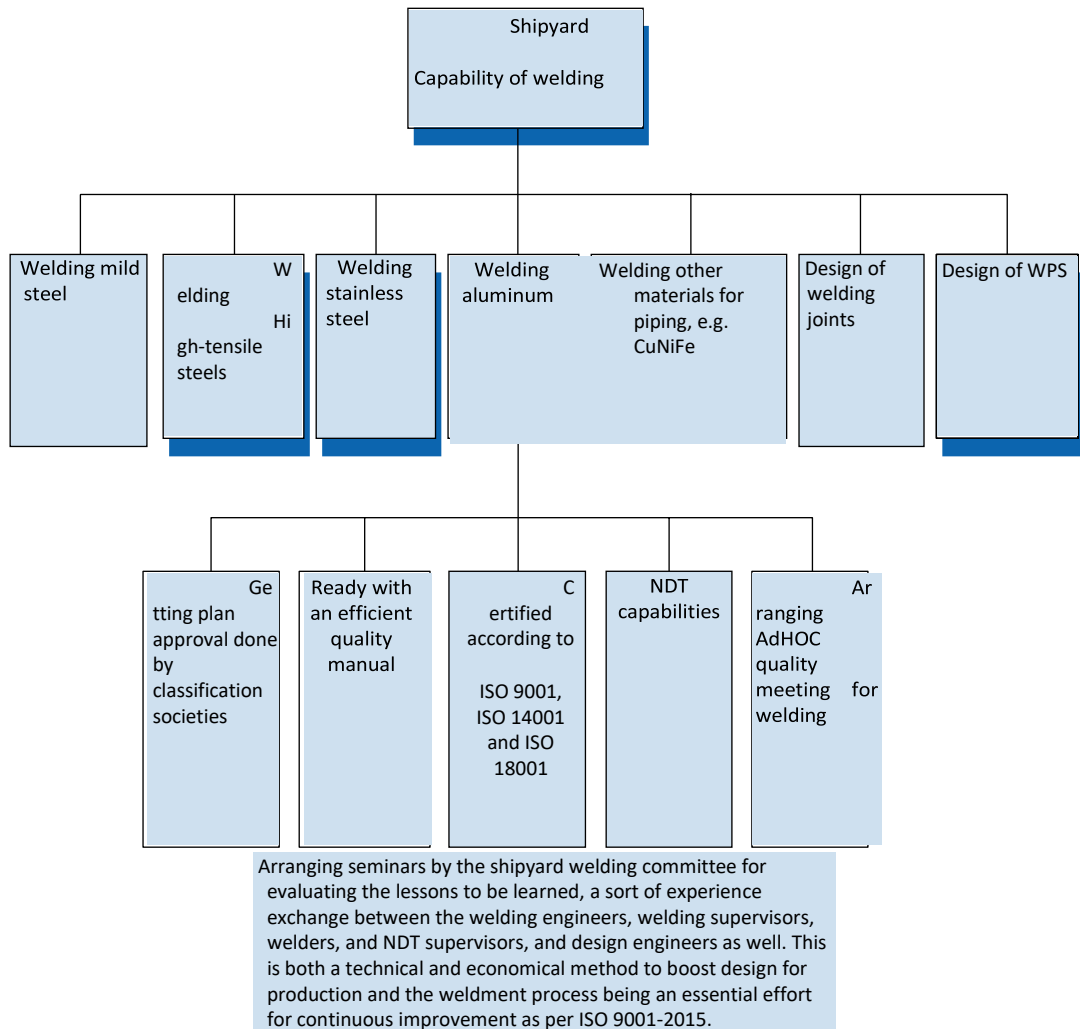 Shipyard
Capability of welding
Welding mild
steel
W
elding
Hi
gh-tensile
steels
Welding
stainless
steel
Welding
aluminum
Welding other
materials for
piping, e.g.
CuNiFe
Design of
welding
joints
Design of WPS
Ge
tting plan
approval done
by
classification
societies
Ready with
an efficient
quality
manual
C
ertified
according to
ISO 9001,
ISO 14001
and ISO
18001
NDT
capabilities
Ar
ranging
AdHOC
quality
meeting for
welding
Arranging seminars by the shipyard welding committee for
evaluating the lessons to be learned, a sort of experience
exchange between the welding engineers, welding supervisors,
welders, and NDT supervisors, and design engineers as well. This
is both a technical and economical method to boost design for
production and the weldment process being an essential effort
for continuous improvement as per ISO 9001-2015.